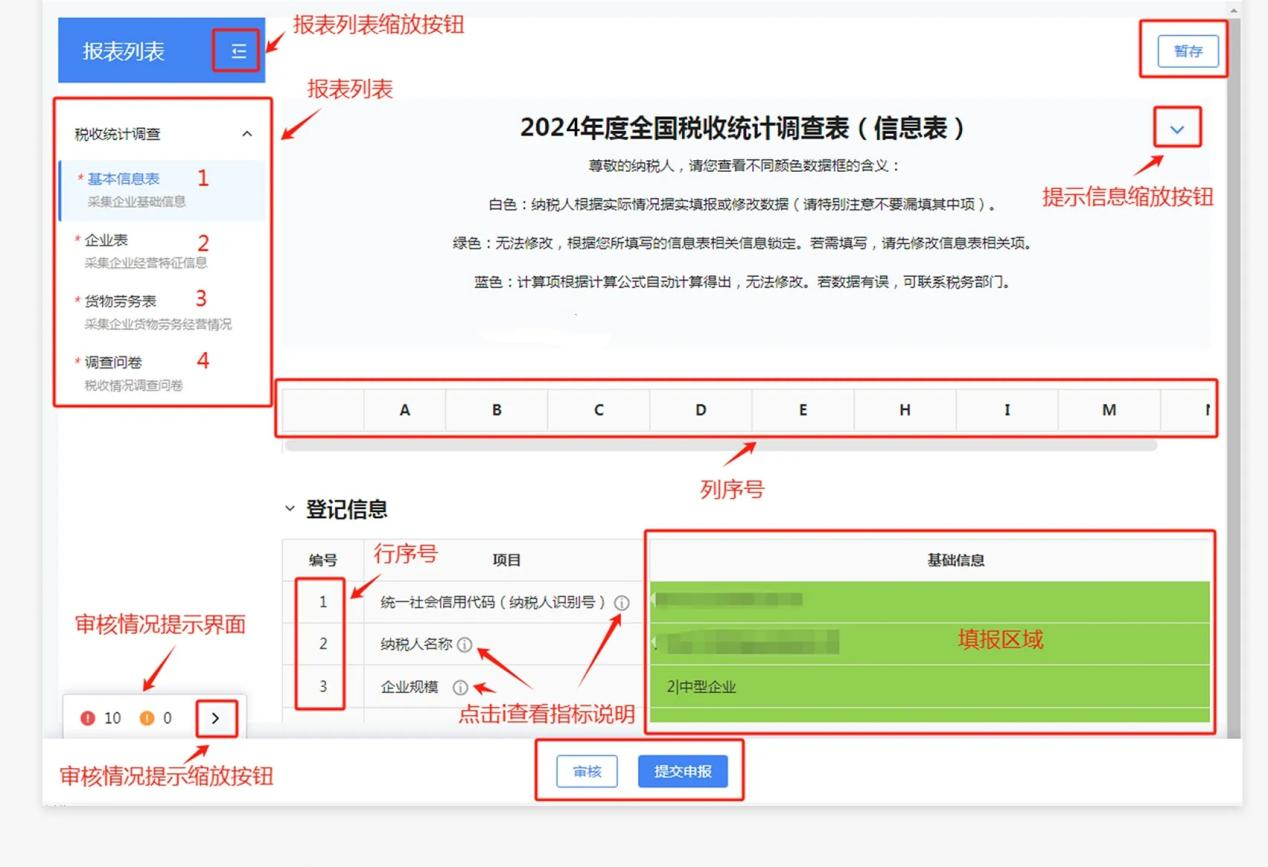 报表列表缩放按钮
报表列表
暂存
报表列表
税收统计调查
2024年度全国税收统计调查表（信息表）
尊敬的纳税人，请您查看不同颜色数据框的含义：
* 基本信息表 1
采集企业基础信息
提示信息缩放按钮
白色：纳税人根据实际情况据实填报或修改数据（请特别注意不要漏填其中项）。
* 企业表 2
采集企业经营特征信息
绿色：无法修改，根据您所填写的信息表相关信息锁定。若需填写，请先修改信息表相关项。
蓝色：计算项根据计算公式自动计算得出，无法修改。若数据有误，可联系税务部门。
* 货物劳务表 3
采集企业货物劳务经营情况
* 调查问卷 4
税收情况调查问卷
A B C D E H I M
列序号
登记信息
编号 行序号 项目 基础信息
1 统一社会信用代码（纳税人识别号）
审核情况提示界面
2 纳税人名称 填报区域
3 企业规模 2|中型企业
点击i查看指标说明
10 0
审核情况提示缩放按钮
审核 提交申报